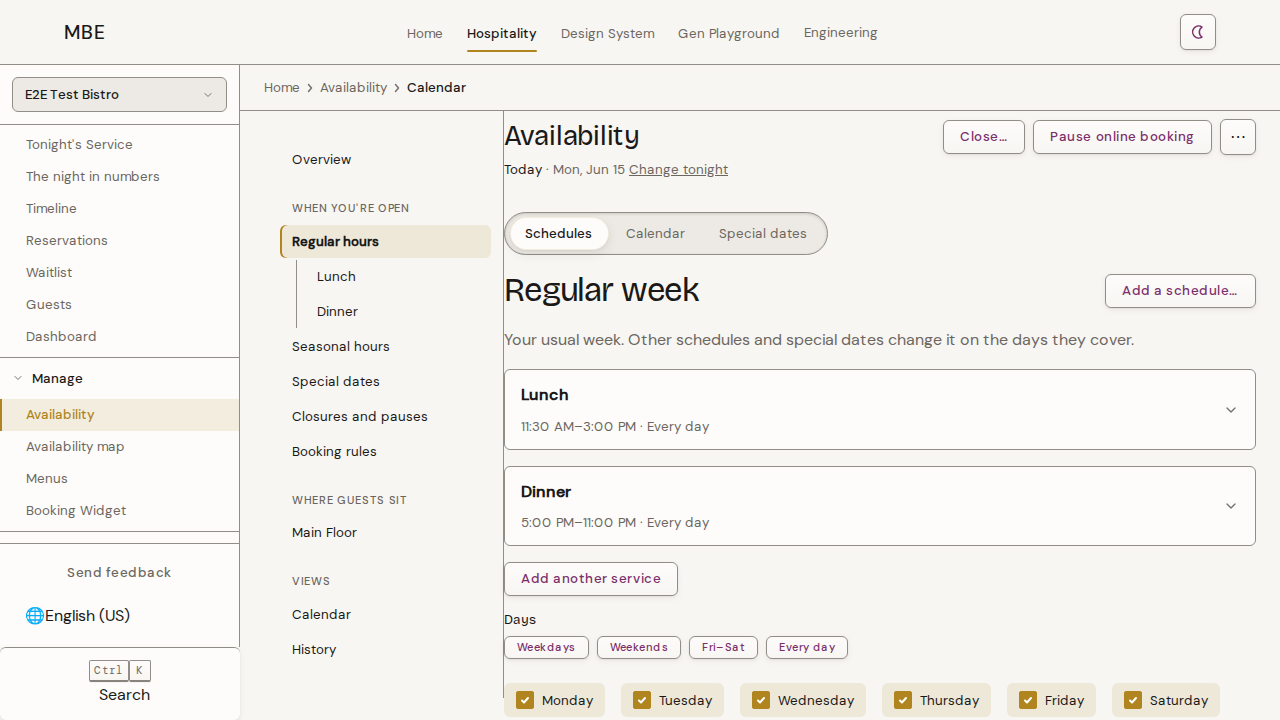 MBE
Home Hospitality Design System Gen Playground Engineering
E2E Test Bistro
Tonight's Service
The night in numbers
Timeline
Reservations
Waitlist
Guests
Dashboard
Manage
Availability
Availability map
Menus
Booking Widget
Send feedback
English (US)
Ctrl K
Search
Home Availability Calendar
Overview
WHEN YOU'RE OPEN
Regular hours
Lunch
Dinner
Seasonal hours
Special dates
Closures and pauses
Booking rules
WHERE GUESTS SIT
Main Floor
VIEWS
Calendar
History
Availability
Close… Pause online booking ⋯
Today · Mon, Jun 15 Change tonight
Schedules Calendar Special dates
Regular week
Add a schedule…
Your usual week. Other schedules and special dates change it on the days they cover.
Lunch
11:30 AM–3:00 PM · Every day
Dinner
5:00 PM–11:00 PM · Every day
Add another service
Days
Weekdays Weekends Fri–Sat Every day
Monday Tuesday Wednesday Thursday Friday Saturday